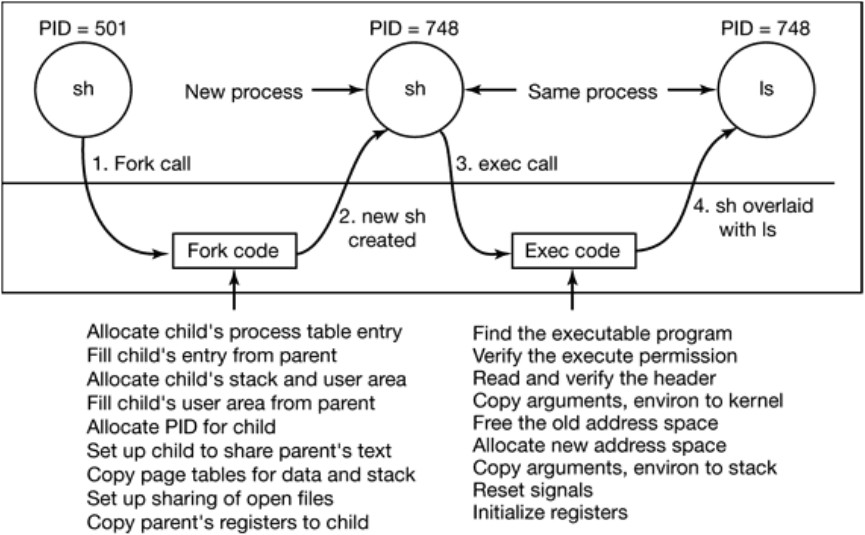 PID = 501
PID = 748
PID = 748
sh
New process
sh
Same process
ls
1. Fork call
3. exec call
2. new sh
created
4. sh overlaid
with ls
Fork code
Exec code
Allocate child's process table entry
Fill child's entry from parent
Allocate child's stack and user area
Fill child's user area from parent
Allocate PID for child
Set up child to share parent's text
Copy page tables for data and stack
Set up sharing of open files
Copy parent's registers to child
Find the executable program
Verify the execute permission
Read and verify the header
Copy arguments, environ to kernel
Free the old address space
Allocate new address space
Copy arguments, environ to stack
Reset signals
Initialize registers